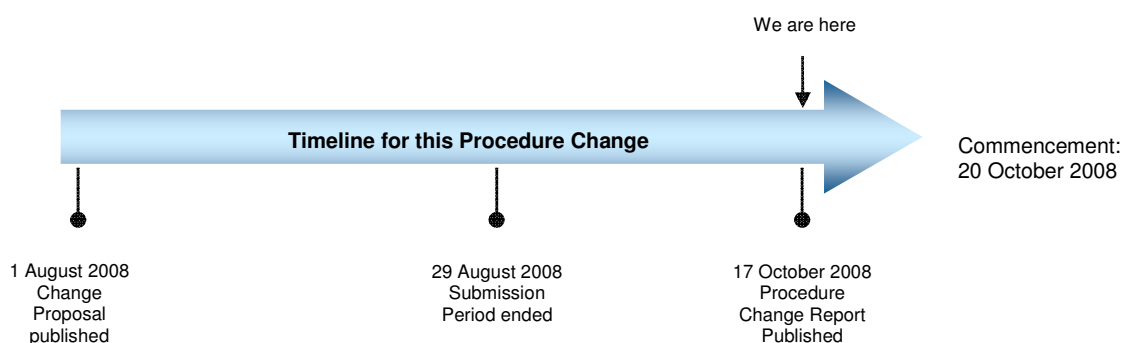 We are here
Timeline for this Procedure Change
Commencement:
20 October 2008
1 August 2008
Change
Proposal
published
29 August 2008
Submission
Period ended
17 October 2008
Procedure
Change Report
Published